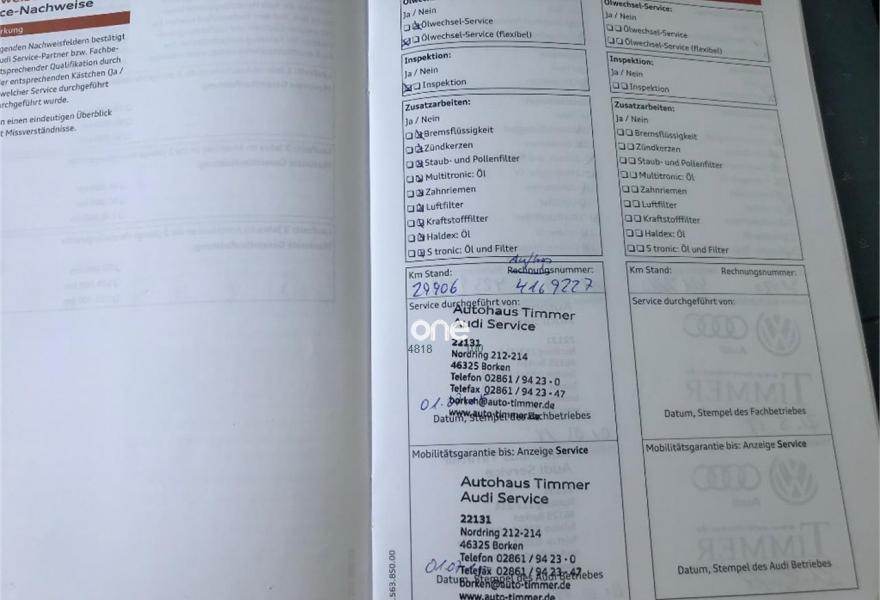 ce-Nachweise
rkung
genden Nachweisfeldern bestätigt
udi Service-Partner bzw. Fachbe-
tsprechender Qualifikation durch
er entsprechenden Kästchen (Ja /
welcher Service durchgeführt
rchgeführt wurde.
n einen eindeutigen Überblick
t Missverständnisse.
Ja / Nein
Ölwechsel-Service
Ölwechsel-Service (flexibel)
Inspektion:
Ja / Nein
Inspektion
Zusatzarbeiten:
Ja / Nein
Bremsflüssigkeit
Zündkerzen
Staub- und Pollenfilter
Multitronic: Öl
Zahnriemen
Luftfilter
Kraftstofffilter
Haldex: Öl
S tronic: Öl und Filter
Km Stand:
Rechnungsnummer:
29906
4169227
Service durchgeführt von:
Autohaus Timmer
Audi Service
one
4818
22131
Nordring 212-214
46325 Borken
Telefon 02861 / 94 23 - 0
Telefax 02861 / 94 23 - 47
borken@auto-timmer.de
www.auto-timmer.de
Datum, Stempel des Fachbetriebes
Mobilitätsgarantie bis: Anzeige Service
Autohaus Timmer
Audi Service
22131
Nordring 212-214
46325 Borken
Telefon 02861 / 94 23 - 0
Telefax 02861 / 94 23 - 47
Datum, Stempel des Audi Betriebes
borken@auto-timmer.de
www.auto-timmer.de
.563.850.00
Ölwechsel-Service:
Ja / Nein
Ölwechsel-Service
Ölwechsel-Service (flexibel)
Inspektion:
Ja / Nein
Inspektion
Zusatzarbeiten:
Ja / Nein
Bremsflüssigkeit
Zündkerzen
Staub- und Pollenfilter
Multitronic: Öl
Zahnriemen
Luftfilter
Kraftstofffilter
Haldex: Öl
S tronic: Öl und Filter
Km Stand:
Rechnungsnummer:
Service durchgeführt von:
Datum, Stempel des Fachbetriebes
Mobilitätsgarantie bis: Anzeige Service
Datum, Stempel des Audi Betriebes